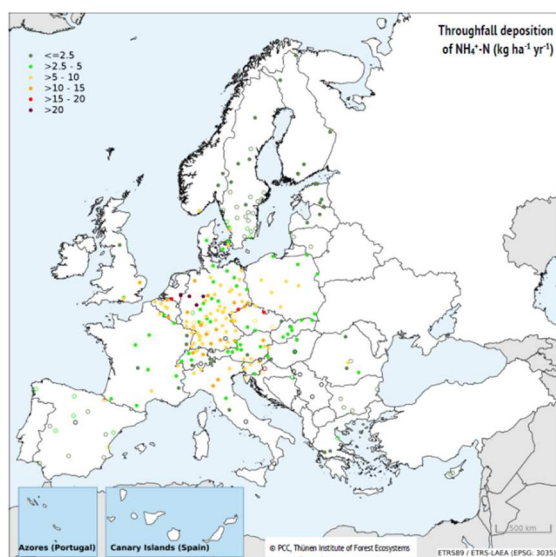 Throughfall deposition
of NH₄⁺-N (kg ha⁻¹ yr⁻¹)
<=2.5
>2.5 - 5
>5 - 10
>10 - 15
>15 - 20
>20
500 km
Azores (Portugal)
Canary Islands (Spain)
© PCC, Thünen Institute of Forest Ecosystems
ETRS89 / ETRS-LAEA (EPSG: 3035)